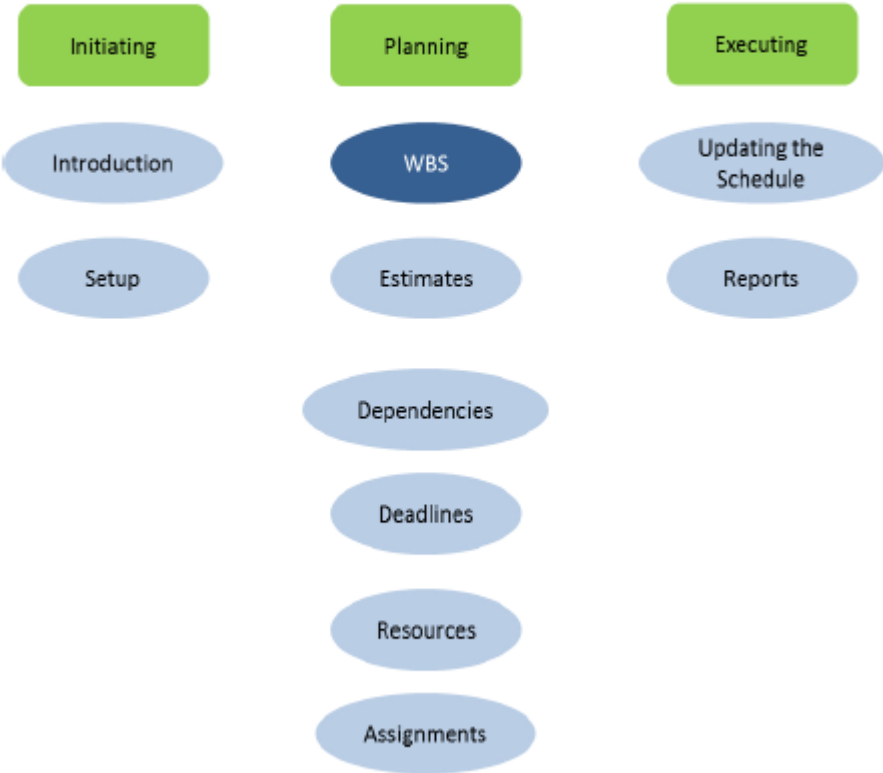 Initiating
Planning
Executing
Introduction
WBS
Updating the
Schedule
Setup
Estimates
Reports
Dependencies
Deadlines
Resources
Assignments